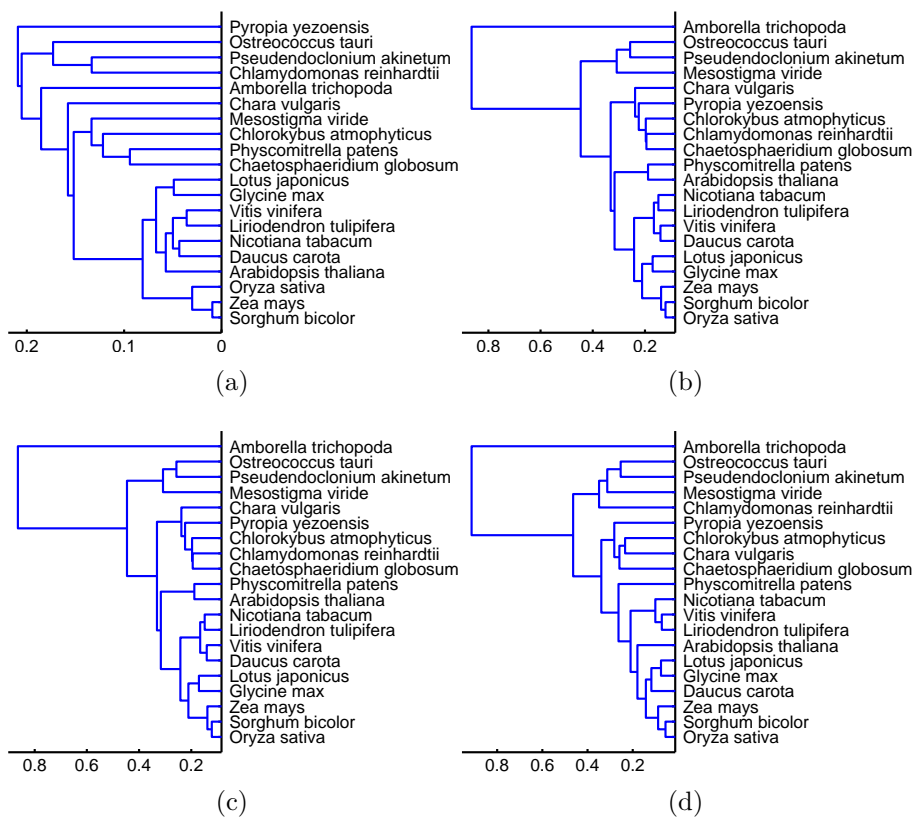 Pyropia yezoensis
Ostreococcus tauri
Pseudendoclonium akinetum
Chlamydomonas reinhardtii
Amborella trichopoda
Chara vulgaris
Mesostigma viride
Chlorokybus atmophyticus
Physcomitrella patens
Chaetosphaeridium globosum
Lotus japonicus
Glycine max
Vitis vinifera
Liriodendron tulipifera
Nicotiana tabacum
Daucus carota
Arabidopsis thaliana
Oryza sativa
Zea mays
Sorghum bicolor
0.2 0.1 0
(a)
Amborella trichopoda
Ostreococcus tauri
Pseudendoclonium akinetum
Mesostigma viride
Chara vulgaris
Pyropia yezoensis
Chlorokybus atmophyticus
Chlamydomonas reinhardtii
Chaetosphaeridium globosum
Physcomitrella patens
Arabidopsis thaliana
Nicotiana tabacum
Liriodendron tulipifera
Vitis vinifera
Daucus carota
Lotus japonicus
Glycine max
Zea mays
Sorghum bicolor
Oryza sativa
0.8 0.6 0.4 0.2
(b)
Amborella trichopoda
Ostreococcus tauri
Pseudendoclonium akinetum
Mesostigma viride
Chara vulgaris
Pyropia yezoensis
Chlorokybus atmophyticus
Chlamydomonas reinhardtii
Chaetosphaeridium globosum
Physcomitrella patens
Arabidopsis thaliana
Nicotiana tabacum
Liriodendron tulipifera
Vitis vinifera
Daucus carota
Lotus japonicus
Glycine max
Zea mays
Sorghum bicolor
Oryza sativa
0.8 0.6 0.4 0.2
(c)
Amborella trichopoda
Ostreococcus tauri
Pseudendoclonium akinetum
Mesostigma viride
Chlamydomonas reinhardtii
Pyropia yezoensis
Chlorokybus atmophyticus
Chara vulgaris
Chaetosphaeridium globosum
Physcomitrella patens
Nicotiana tabacum
Vitis vinifera
Liriodendron tulipifera
Arabidopsis thaliana
Lotus japonicus
Glycine max
Daucus carota
Zea mays
Sorghum bicolor
Oryza sativa
0.8 0.6 0.4 0.2
(d)